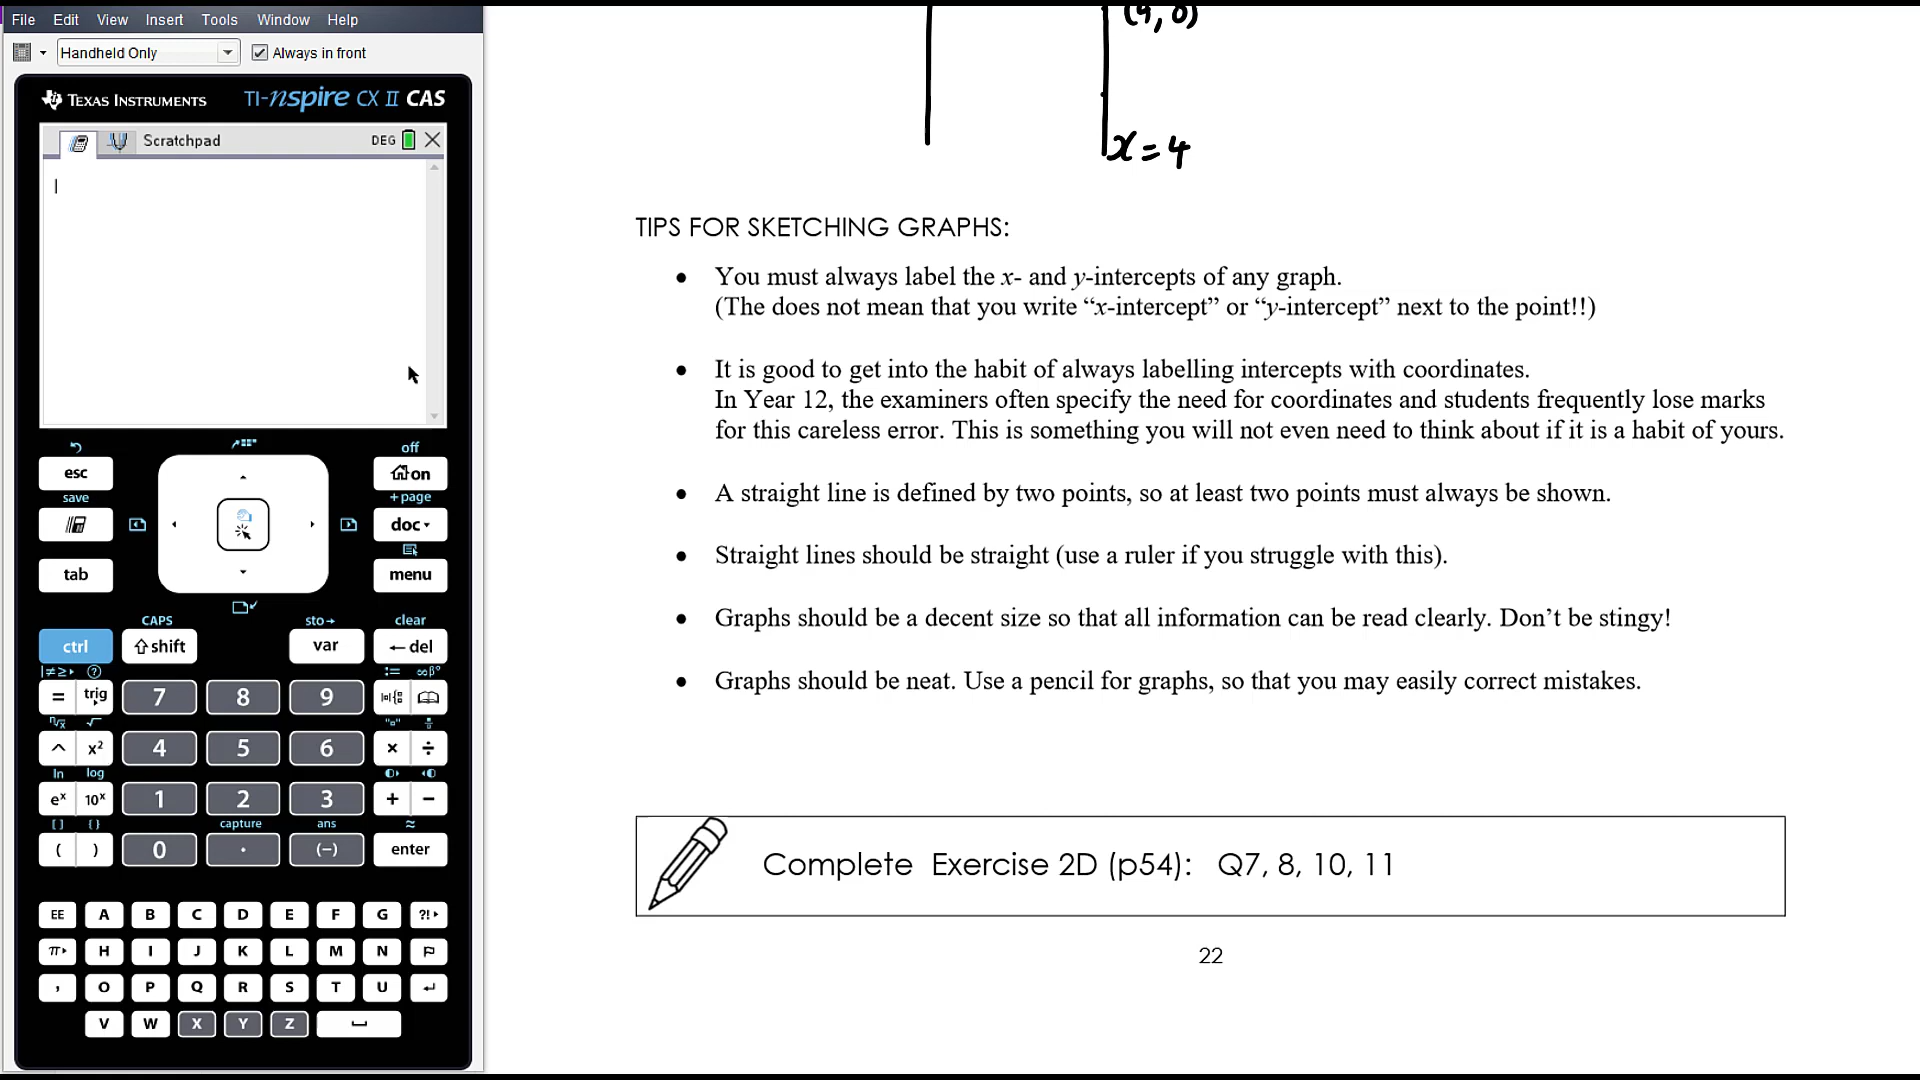 File Edit View Insert Tools Window Help
Handheld Only Always in front
TEXAS INSTRUMENTS TI-nspire CX II CAS
Scratchpad DEG
off
esc on
save + page
doc
tab menu
CAPS sto→ clear
ctrl shift var ←del
= trig 7 8 9
^ x² 4 5 6 × ÷
ln log
eˣ 10ˣ 1 2 3 + −
[ ] { } capture ans ≈
( ) 0 . (−) enter
EE A B C D E F G ?!▸
π▸ H I J K L M N
, O P Q R S T U
V W X Y Z
x = 4
TIPS FOR SKETCHING GRAPHS:
• You must always label the x- and y-intercepts of any graph.
(The does not mean that you write “x-intercept” or “y-intercept” next to the point!!)
• It is good to get into the habit of always labelling intercepts with coordinates.
In Year 12, the examiners often specify the need for coordinates and students frequently lose marks
for this careless error. This is something you will not even need to think about if it is a habit of yours.
• A straight line is defined by two points, so at least two points must always be shown.
• Straight lines should be straight (use a ruler if you struggle with this).
• Graphs should be a decent size so that all information can be read clearly. Don’t be stingy!
• Graphs should be neat. Use a pencil for graphs, so that you may easily correct mistakes.
Complete Exercise 2D (p54): Q7, 8, 10, 11
22